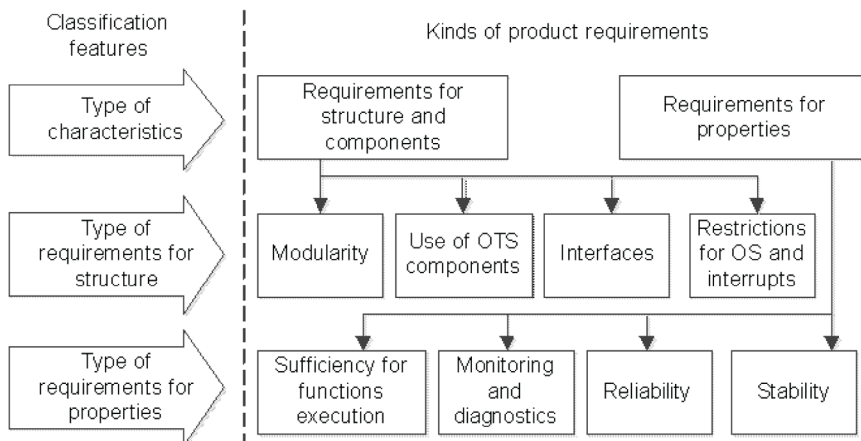 Classification
features
Kinds of product requirements
Type of
characteristics
Requirements for
structure and
components
Requirements for
properties
Type of
requirements for
structure
Modularity
Use of OTS
components
Interfaces
Restrictions
for OS and
interrupts
Type of
requirements for
properties
Sufficiency for
functions
execution
Monitoring
and
diagnostics
Reliability
Stability